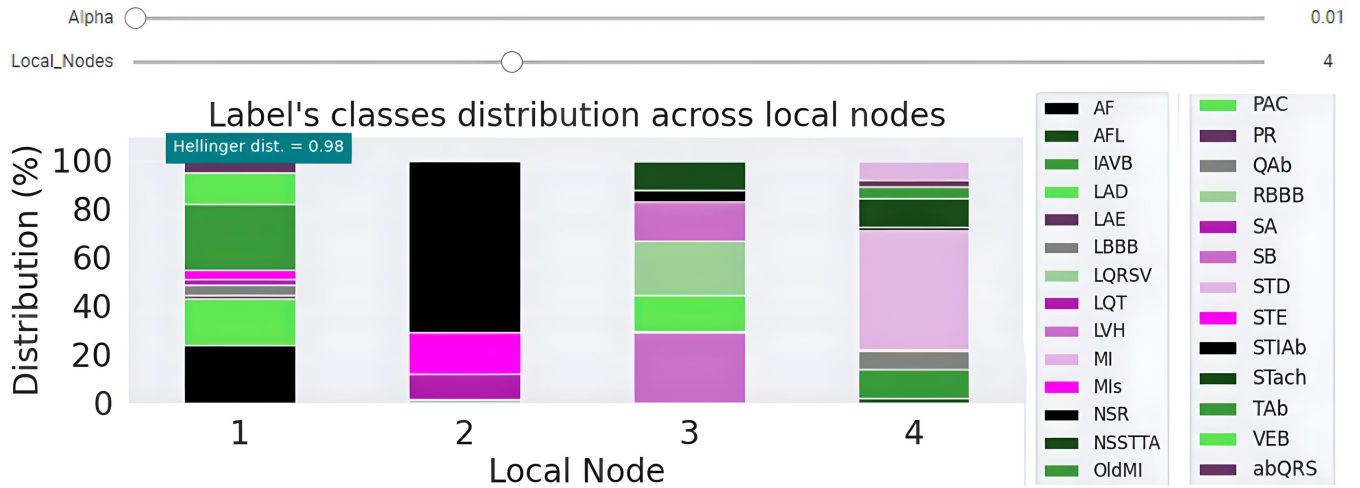 Alpha 0.01
Local_Nodes 4
Label's classes distribution across local nodes
Hellinger dist. = 0.98
Distribution (%)
100
80
60
40
20
0
1 2 3 4
Local Node
AF
AFL
IAVB
LAD
LAE
LBBB
LQRSV
LQT
LVH
MI
MIs
NSR
NSSTTA
OldMI
PAC
PR
QAb
RBBB
SA
SB
STD
STE
STIAb
STach
TAb
VEB
abQRS